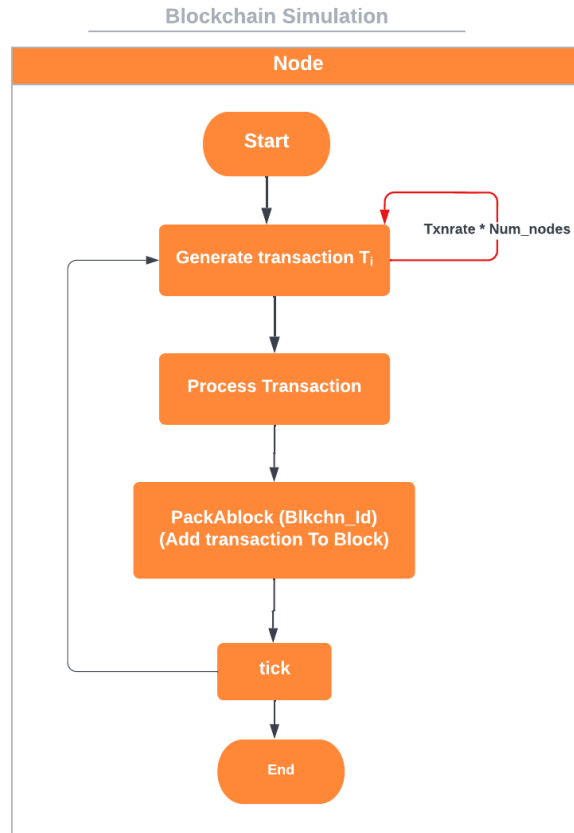 Blockchain Simulation
Node
Start
Txnrate * Num_nodes
Generate transaction Tᵢ
Process Transaction
PackAblock (Blkchn_Id)
(Add transaction To Block)
tick
End